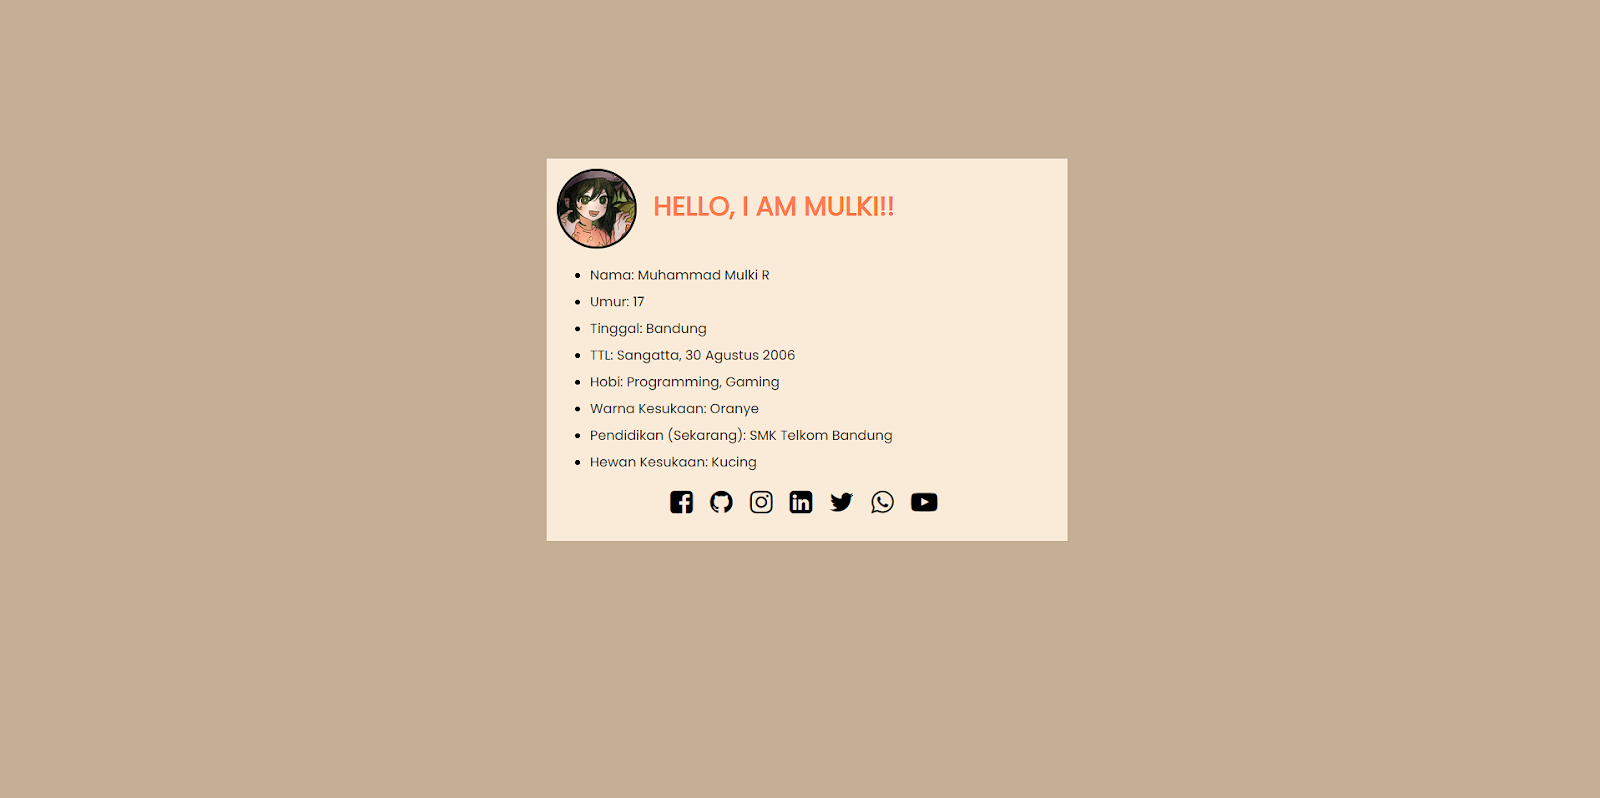 HELLO, I AM MULKI!!
Nama: Muhammad Mulki R
Umur: 17
Tinggal: Bandung
TTL: Sangatta, 30 Agustus 2006
Hobi: Programming, Gaming
Warna Kesukaan: Oranye
Pendidikan (Sekarang): SMK Telkom Bandung
Hewan Kesukaan: Kucing